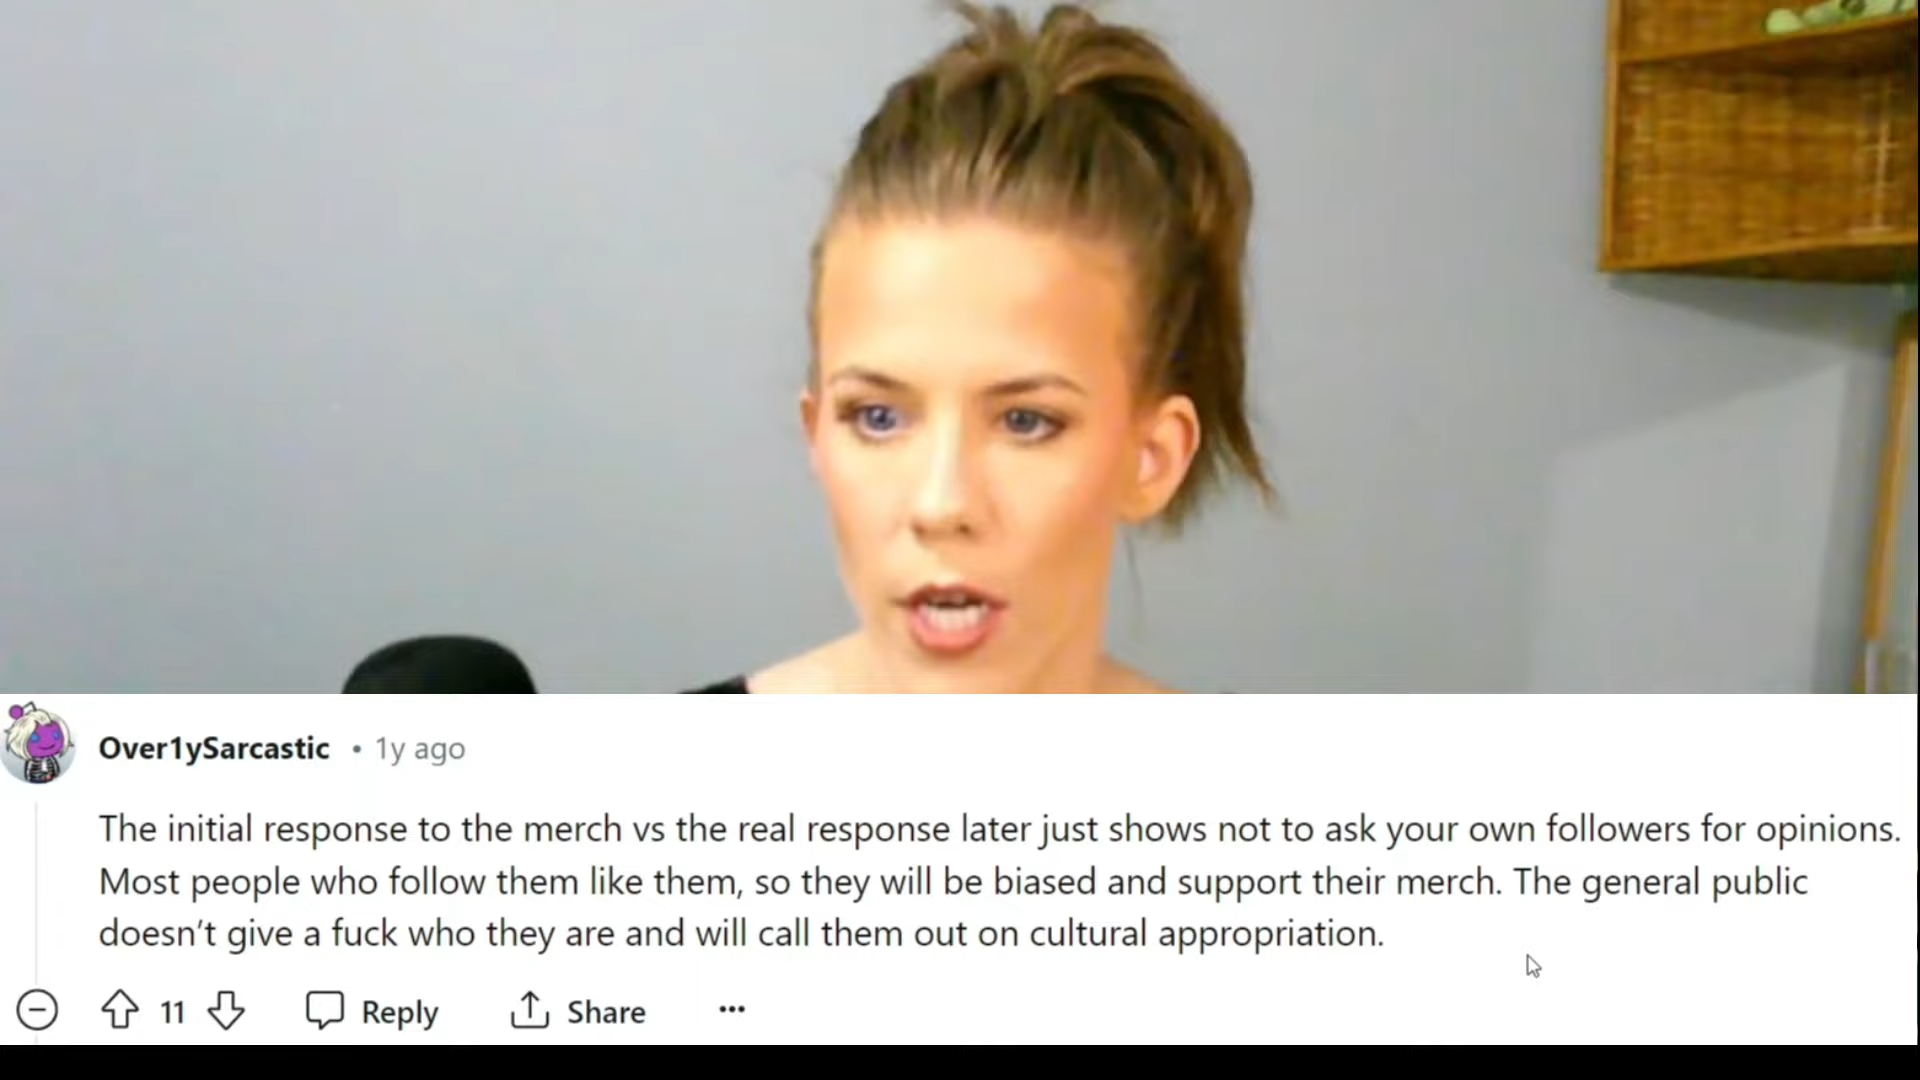 Over1ySarcastic • 1y ago
The initial response to the merch vs the real response later just shows not to ask your own followers for opinions.
Most people who follow them like them, so they will be biased and support their merch. The general public
doesn’t give a fuck who they are and will call them out on cultural appropriation.
11 Reply Share